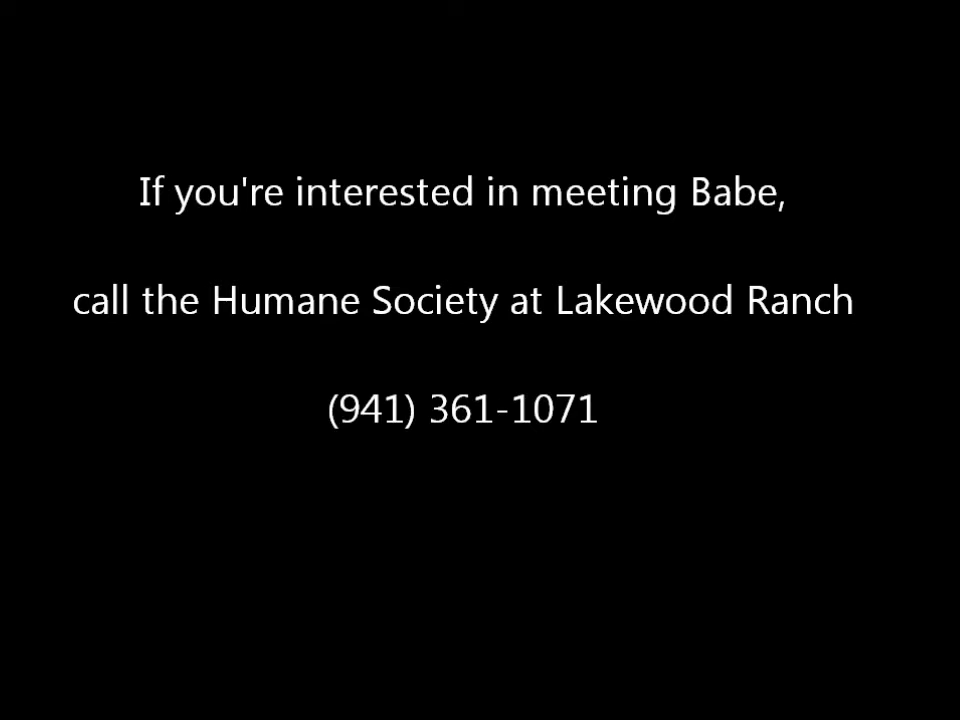 If you're interested in meeting Babe,
call the Humane Society at Lakewood Ranch
(941) 361-1071